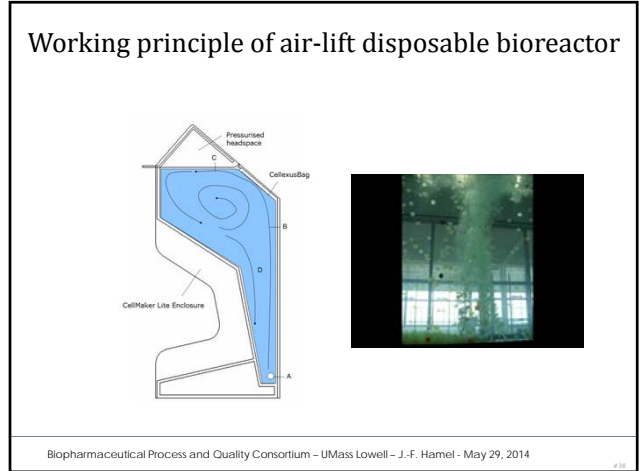 Working principle of air-lift disposable bioreactor
Pressurised
headspace
C
CellexusBag
B
D
CellMaker Lite Enclosure
A
Biopharmaceutical Process and Quality Consortium – UMass Lowell – J.-F. Hamel - May 29, 2014